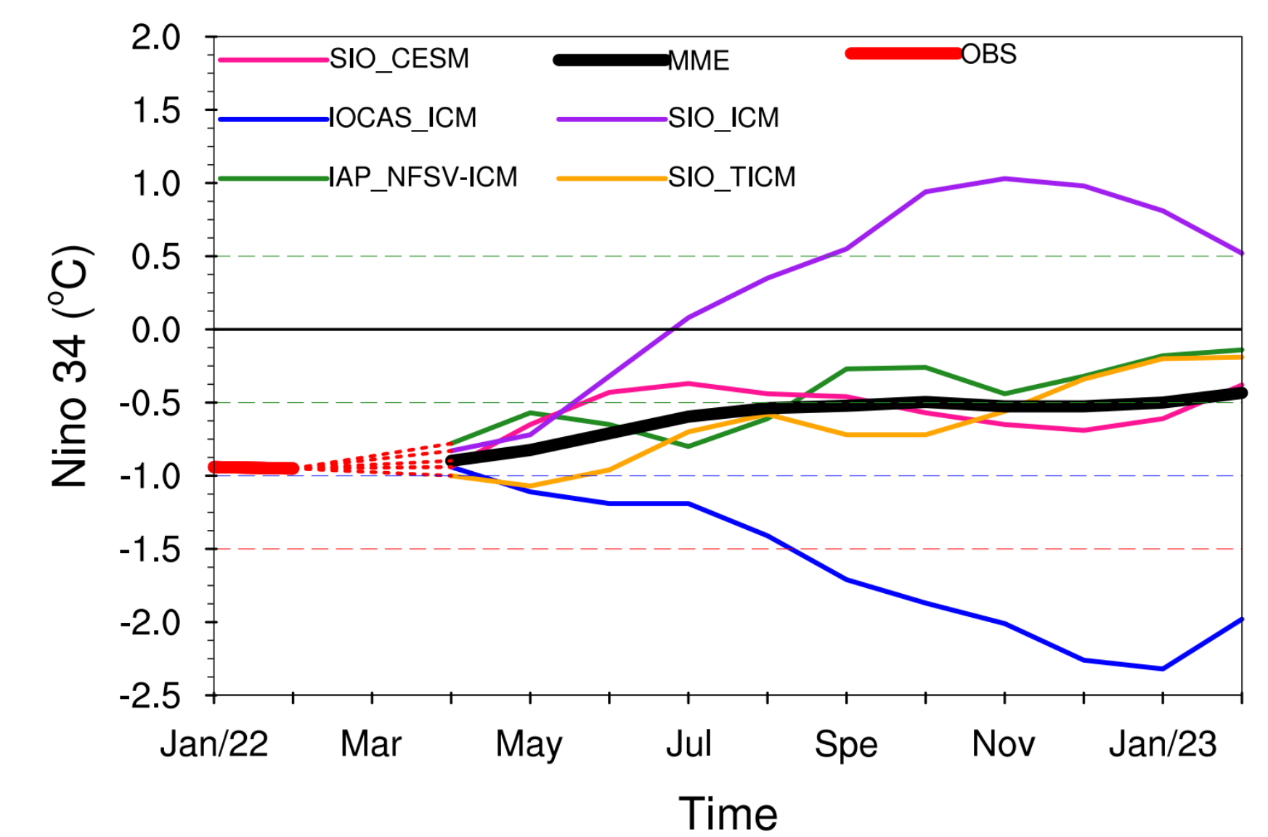 2.0
SIO_CESM MME OBS
1.5
IOCAS_ICM SIO_ICM
1.0
IAP_NFSV-ICM SIO_TICM
0.5
0.0
-0.5
-1.0
-1.5
-2.0
-2.5
Nino 34 (°C)
Jan/22 Mar May Jul Spe Nov Jan/23
Time